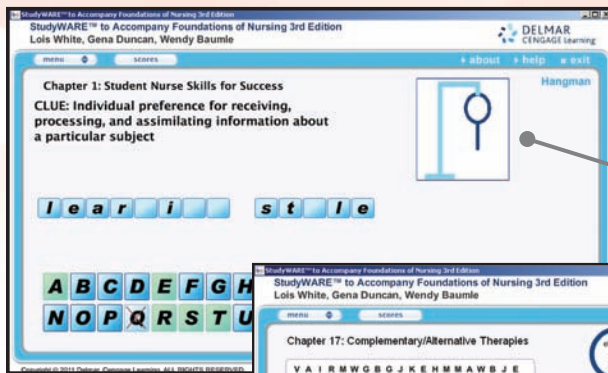 StudyWARE™ to Accompany Foundations of Nursing 3rd Edition
StudyWARE™ to Accompany Foundations of Nursing 3rd Edition
Lois White, Gena Duncan, Wendy Baumle
DELMAR
CENGAGE Learning
menu scores about help exit
Chapter 1: Student Nurse Skills for Success
Hangman
CLUE: Individual preference for receiving,
processing, and assimilating information about
a particular subject
l e a r i s t l e
A B C D E F G H
N O P Q R S T U
Copyright © 2011 Delmar, Cengage Learning. ALL RIGHTS RESERVED.
StudyWARE™ to Accompany Foundations of Nursing 3rd Edition
StudyWARE™ to Accompany Foundations of Nursing 3rd Edition
Lois White, Gena Duncan, Wendy Baumle
menu scores
Chapter 17: Complementary/Alternative Therapies
V A I R M W G B G J K E H M M A W B J E